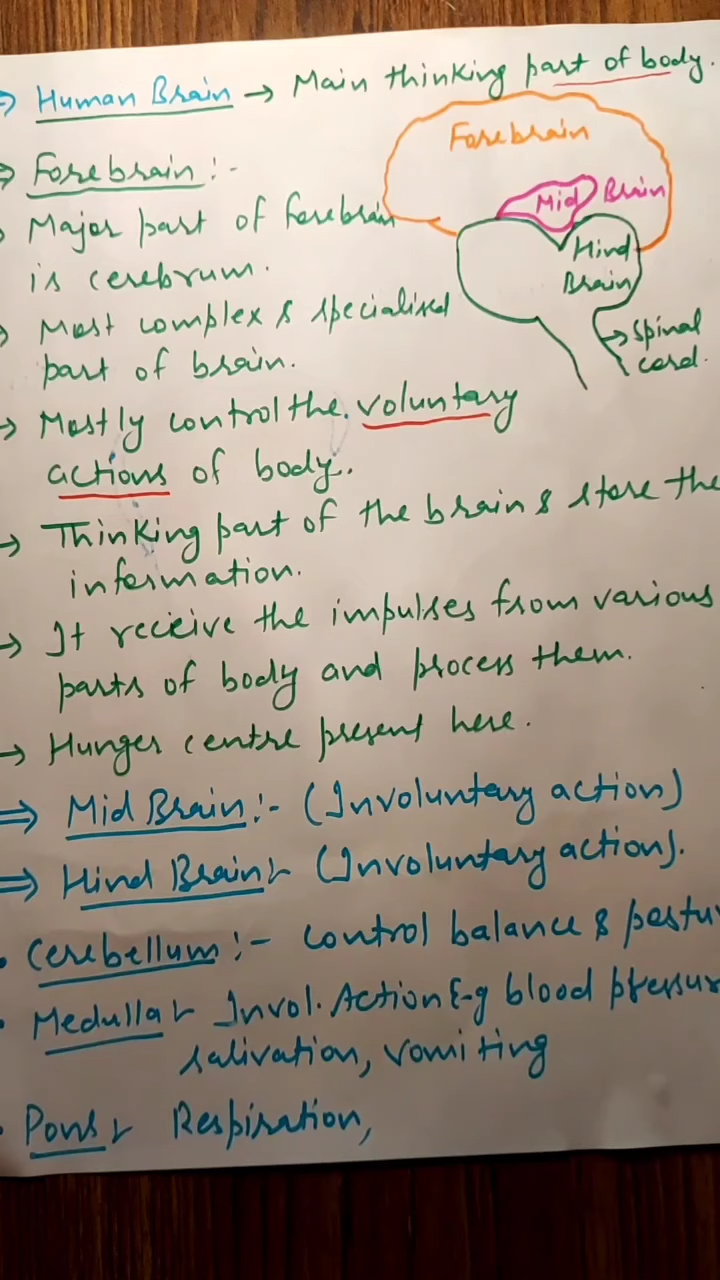 ⇒ Human Brain → Main thinking part of body.
Forebrain
Mid Brain
Hind
Brain
→ Spinal
cord.
⇒ Forebrain :-
→ Major part of forebrain
is cerebrum.
→ Most complex & specialised
part of brain.
→ Mostly control the voluntary
actions of body.
→ Thinking part of the brain & store the
information.
→ It receive the impulses from various
parts of body and process them.
→ Hunger centre present here.
⇒ Mid Brain :- (Involuntary action)
⇒ Hind Brain :- (Involuntary action).
• Cerebellum :- control balance & postu
• Medulla :- Invol. Action E.g blood pressur
salivation, vomiting
• Pons :- Respiration,